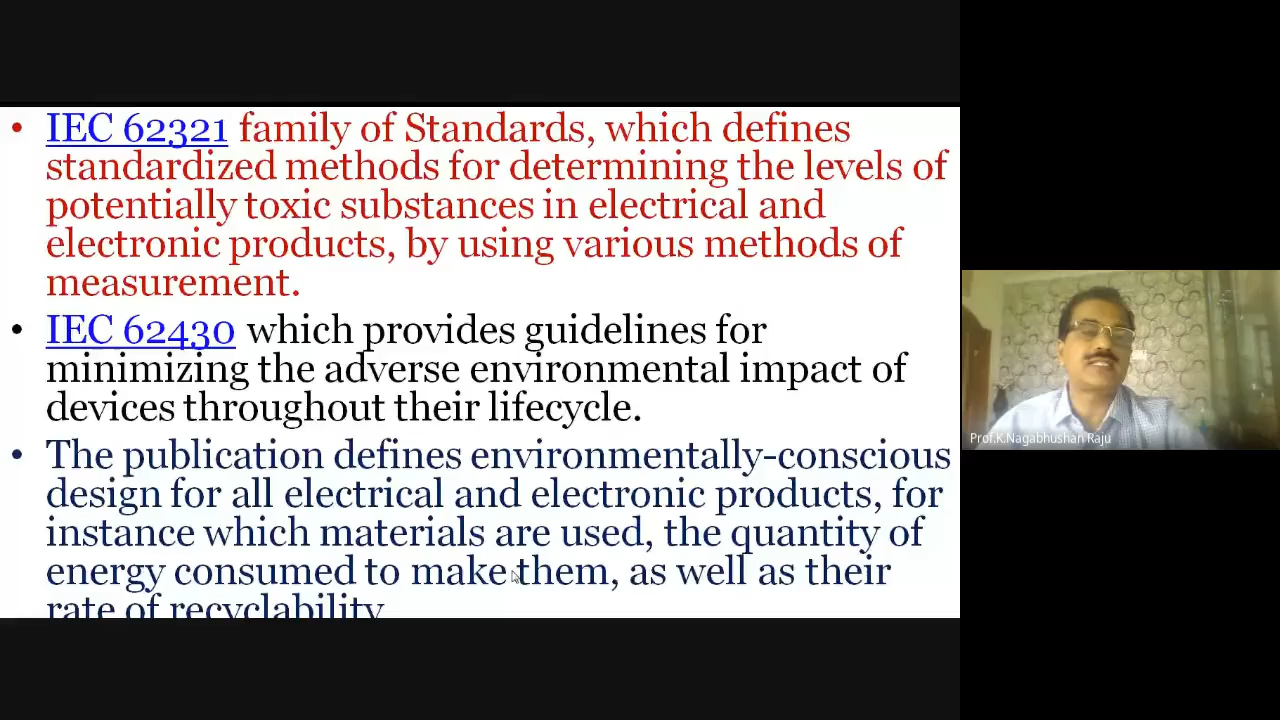 • IEC 62321 family of Standards, which defines
standardized methods for determining the levels of
potentially toxic substances in electrical and
electronic products, by using various methods of
measurement.
• IEC 62430 which provides guidelines for
minimizing the adverse environmental impact of
devices throughout their lifecycle.
• The publication defines environmentally-conscious
design for all electrical and electronic products, for
instance which materials are used, the quantity of
energy consumed to make them, as well as their
rate of recyclability
Prof.K.Nagabhushan Raju